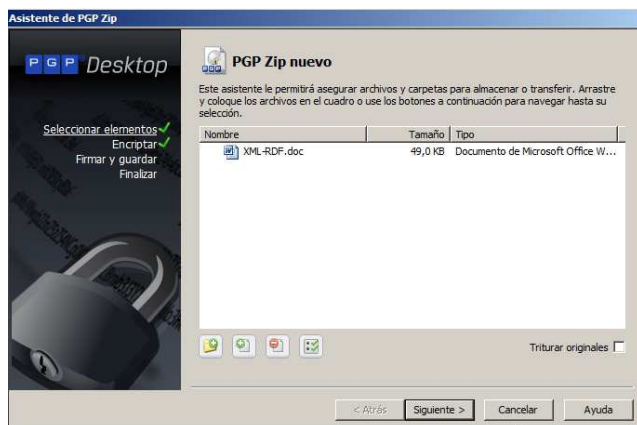 Asistente de PGP Zip
PGP Desktop
Seleccionar elementos
Encriptar
Firmar y guardar
Finalizar
PGP Zip nuevo
Este asistente le permitirá asegurar archivos y carpetas para almacenar o transferir. Arrastre
y coloque los archivos en el cuadro o use los botones a continuación para navegar hasta su
selección.
Nombre Tamaño Tipo
XML-RDF.doc 49,0 KB Documento de Microsoft Office W...
Triturar originales
< Atrás Siguiente > Cancelar Ayuda